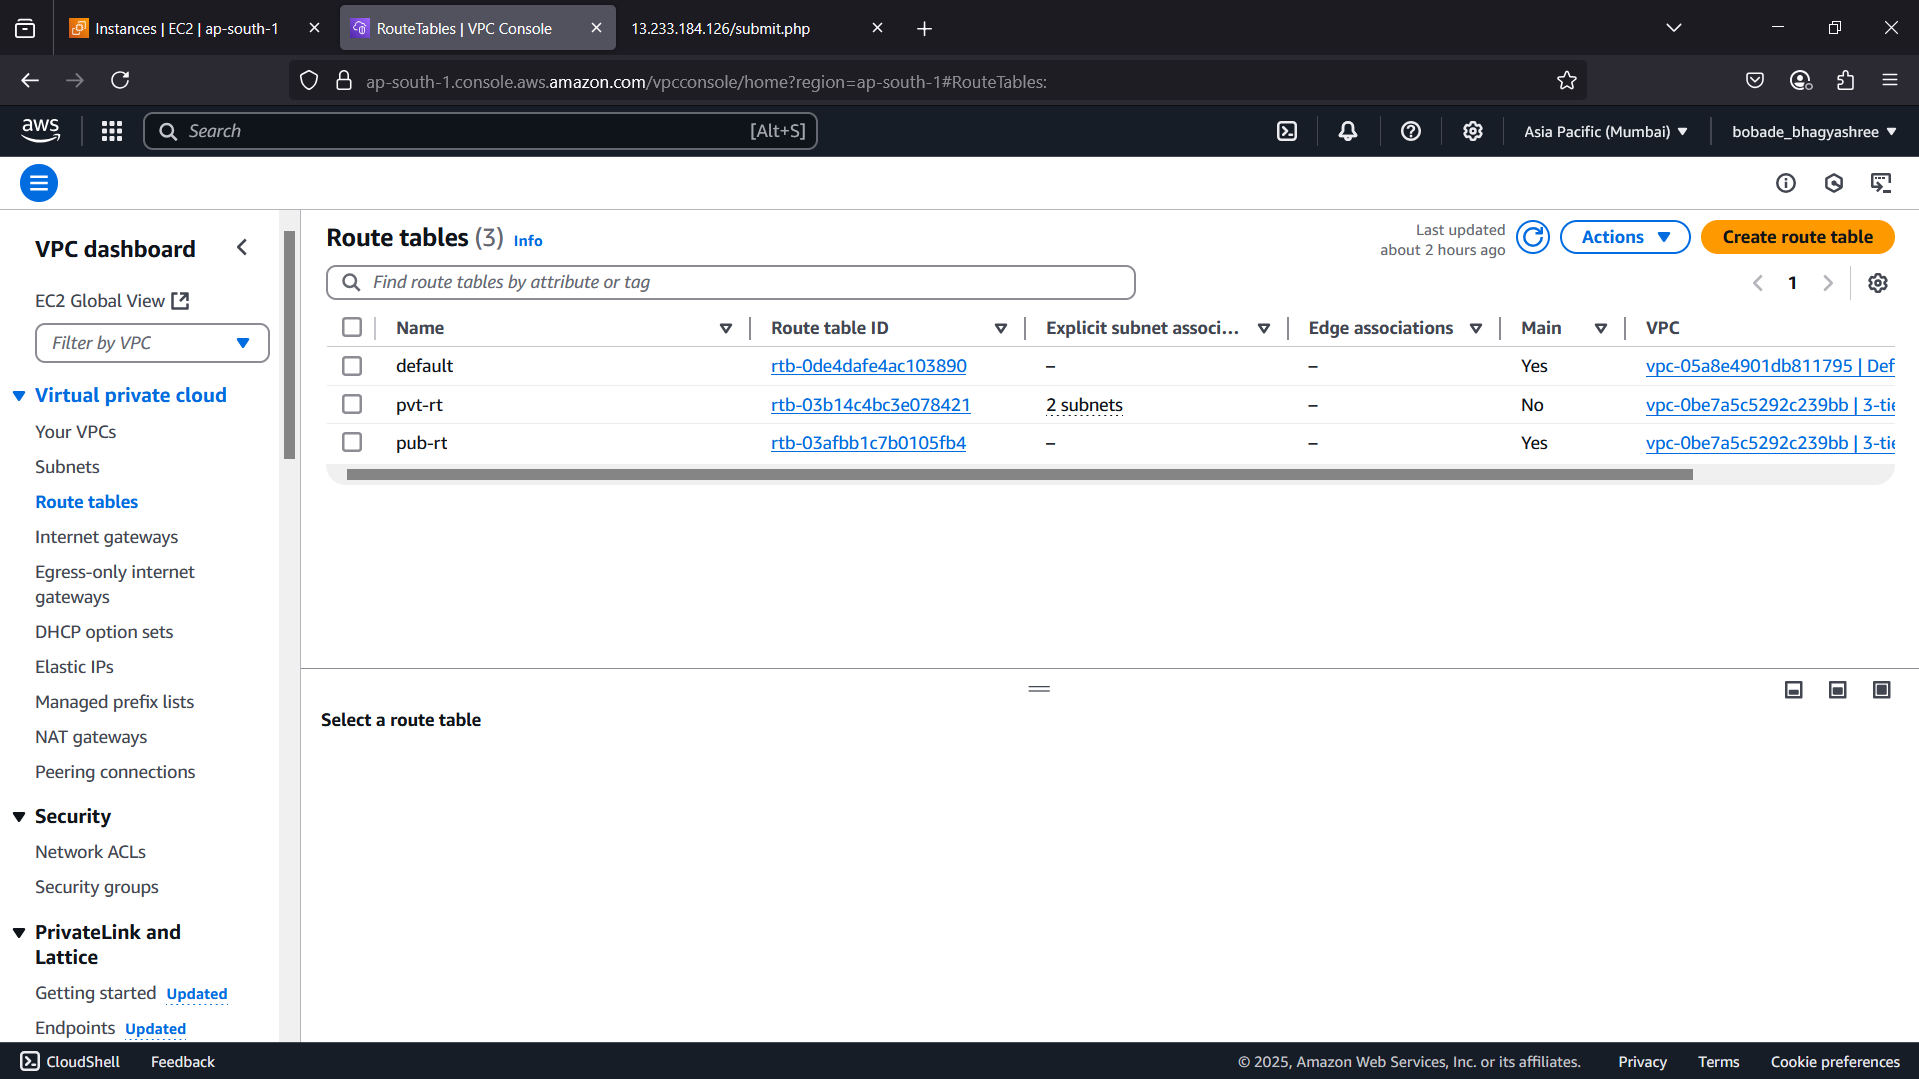 Instances | EC2 | ap-south-1
RouteTables | VPC Console
13.233.184.126/submit.php
ap-south-1.console.aws.amazon.com/vpcconsole/home?region=ap-south-1#RouteTables:
aws
Search
[Alt+S]
Asia Pacific (Mumbai)
bobade_bhagyashree
VPC dashboard
EC2 Global View
Filter by VPC
Virtual private cloud
Your VPCs
Subnets
Route tables
Internet gateways
Egress-only internet
gateways
DHCP option sets
Elastic IPs
Managed prefix lists
NAT gateways
Peering connections
Security
Network ACLs
Security groups
PrivateLink and
Lattice
Getting started Updated
Endpoints Updated
Route tables (3) Info
Last updated
about 2 hours ago
Actions
Create route table
Find route tables by attribute or tag
1
Name Route table ID Explicit subnet associ... Edge associations Main VPC
default rtb-0de4dafe4ac103890 – – Yes vpc-05a8e4901db811795 | Def
pvt-rt rtb-03b14c4bc3e078421 2 subnets – No vpc-0be7a5c5292c239bb | 3-tie
pub-rt rtb-03afbb1c7b0105fb4 – – Yes vpc-0be7a5c5292c239bb | 3-tie
Select a route table
CloudShell
Feedback
© 2025, Amazon Web Services, Inc. or its affiliates.
Privacy
Terms
Cookie preferences